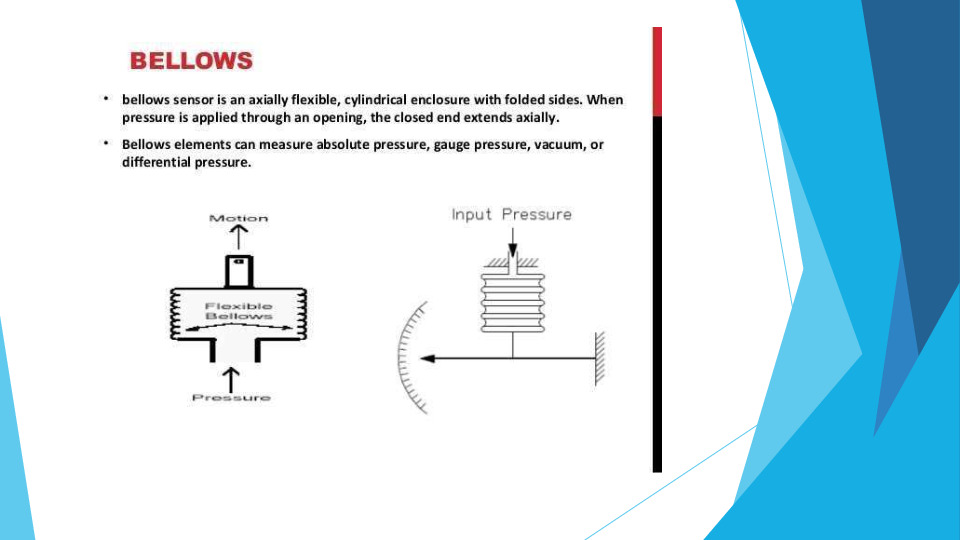 BELLOWS
• bellows sensor is an axially flexible, cylindrical enclosure with folded sides. When
pressure is applied through an opening, the closed end extends axially.
• Bellows elements can measure absolute pressure, gauge pressure, vacuum, or
differential pressure.
Motion
Flexible
Bellows
Pressure
Input Pressure